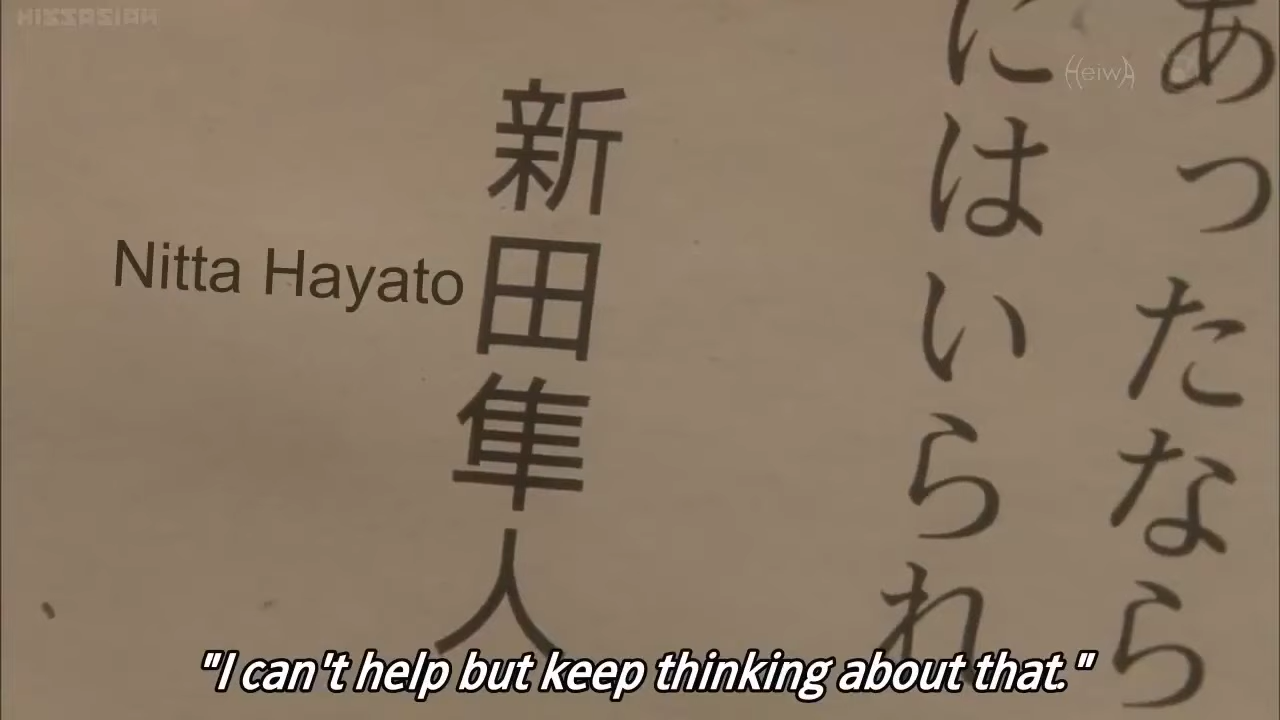 KISSASIAN
HeiwA
あったなら
にはいられ
新田隼人
Nitta Hayato
"I can't help but keep thinking about that."